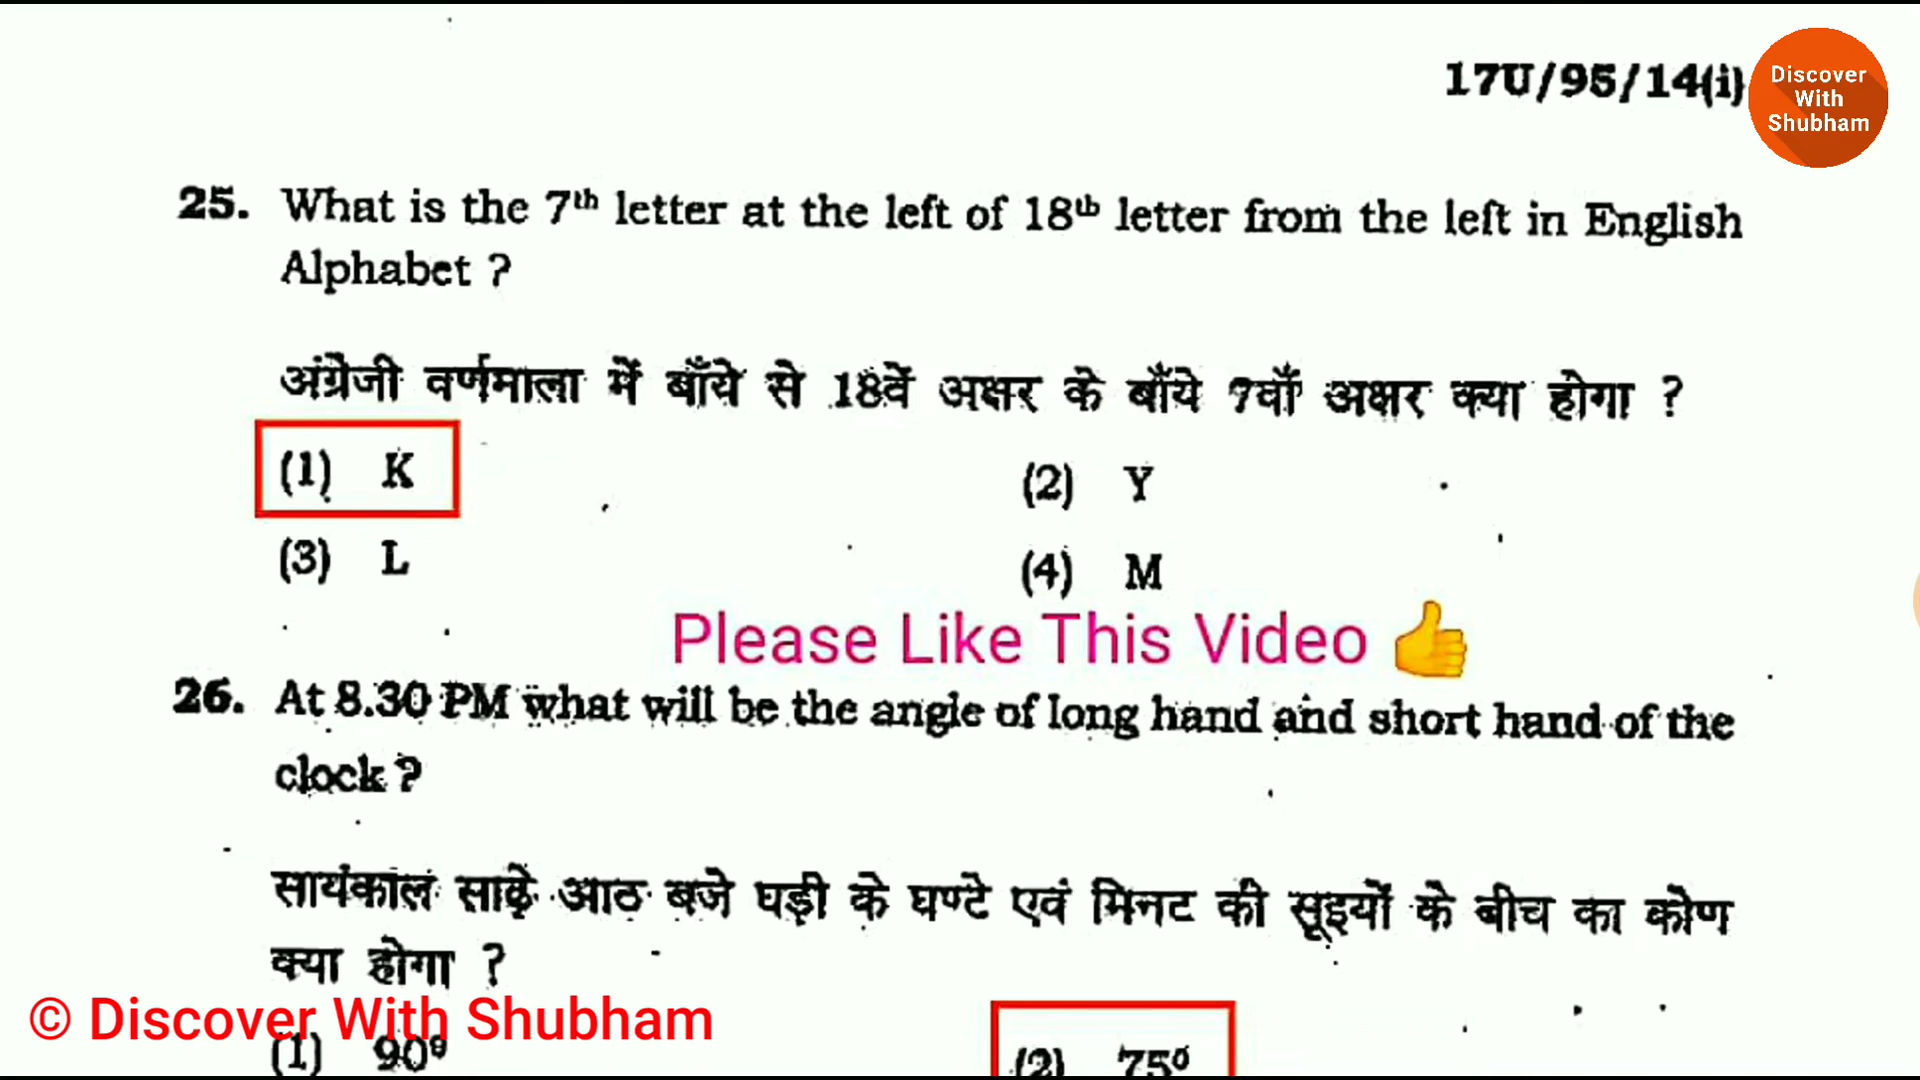 17U/95/14(i)
Discover
With
Shubham
25. What is the 7th letter at the left of 18th letter from the left in English
Alphabet ?
अंग्रेजी वर्णमाला में बाँये से 18वें अक्षर के बाँये 7वाँ अक्षर क्या होगा ?
(1) K (2) Y
(3) L (4) M
Please Like This Video 👍
26. At 8.30 PM what will be the angle of long hand and short hand of the
clock ?
सायंकाल साढ़े आठ बजे घड़ी के घण्टे एवं मिनट की सूइयों के बीच का कोण
क्या होगा ?
© Discover With Shubham
(1) 90º (2) 75º